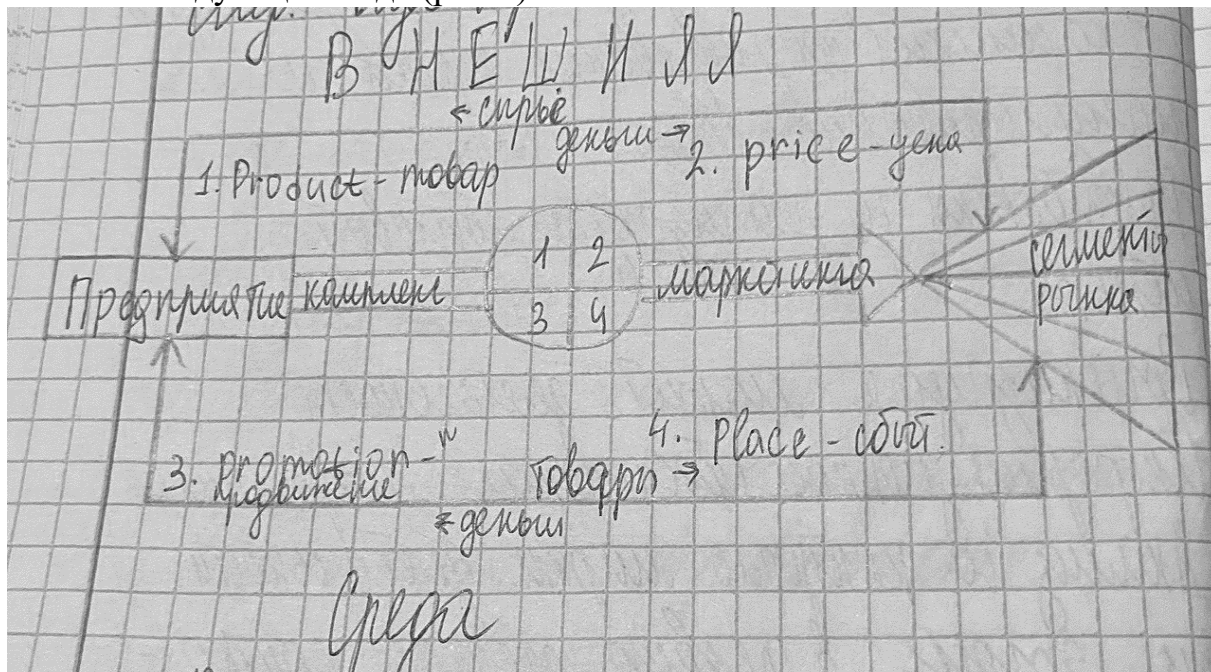 ВНЕШНЯЯ
← сырьё
деньги →
1. Product - товар
2. price - цена
Предприятие
комплекс
1 2
3 4
маркетинга
сегменты
рынка
3. promotion -
продвижение
товары →
4. Place - сбыт.
← деньги
Среда